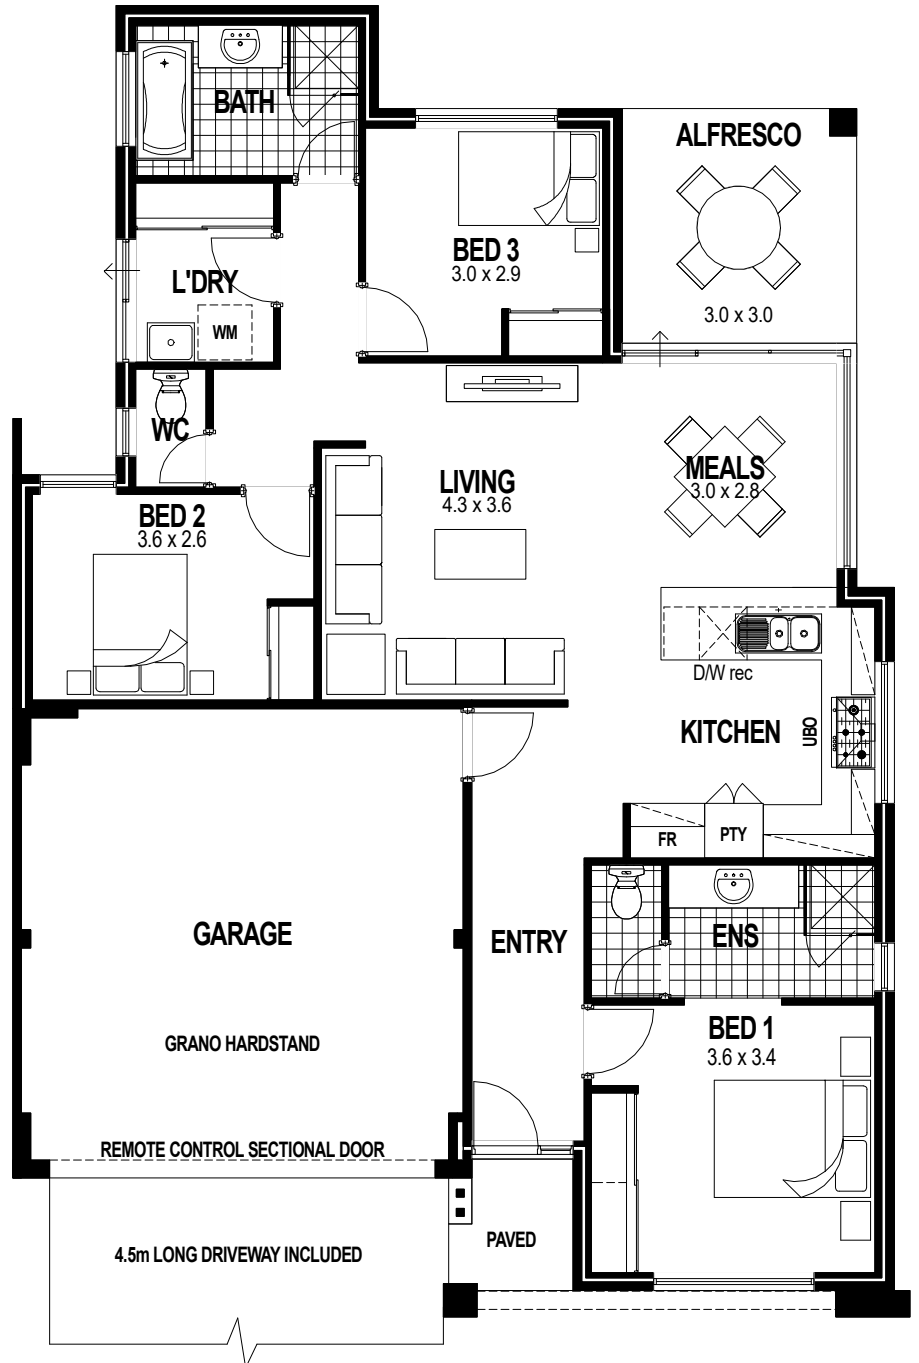 BATH
ALFRESCO
BED 3
3.0 x 2.9
L'DRY
3.0 x 3.0
WM
WC
LIVING
4.3 x 3.6
MEALS
3.0 x 2.8
BED 2
3.6 x 2.6
D/W rec
KITCHEN
UBO
FR
PTY
GARAGE
ENTRY
ENS
GRANO HARDSTAND
BED 1
3.6 x 3.4
REMOTE CONTROL SECTIONAL DOOR
PAVED
4.5m LONG DRIVEWAY INCLUDED